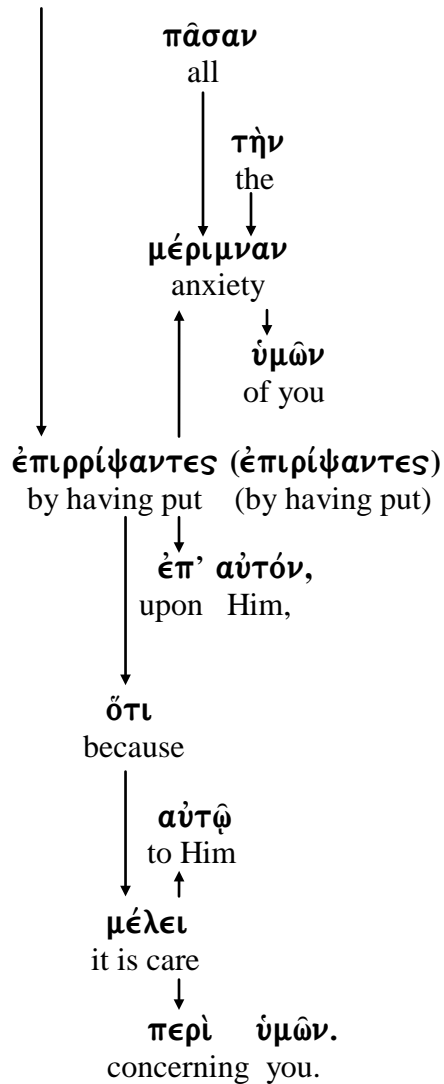 πᾶσαν
all
τὴν
the
μέριμναν
anxiety
ὑμῶν
of you
ἐπιρρίψαντες (ἐπιρίψαντες)
by having put (by having put)
ἐπ’ αὐτόν,
upon Him,
ὅτι
because
αὐτῷ
to Him
μέλει
it is care
περὶ ὑμῶν.
concerning you.